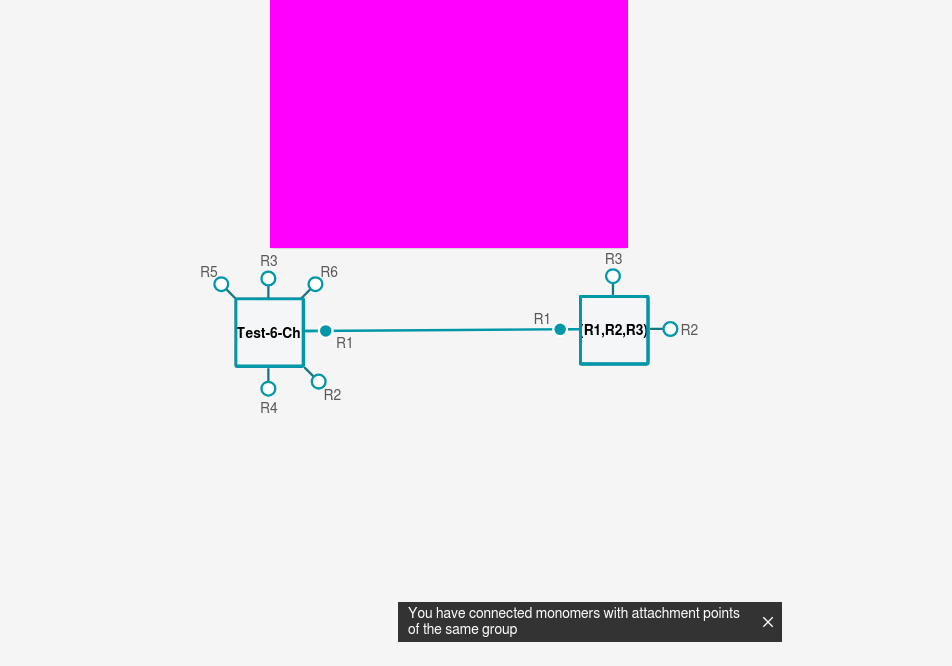 R5
R3
R6
Test-6-Ch
R1
R2
R4
R3
R1
(R1,R2,R3)
R2
You have connected monomers with attachment points
of the same group